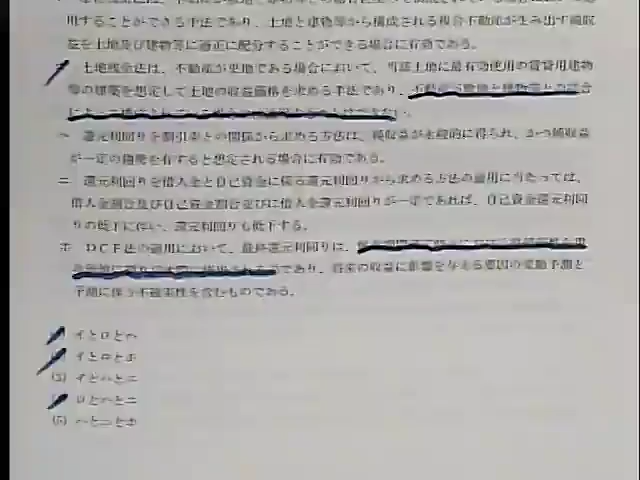 用することができる手法であり、土地と建物等から構成される複合不動産が生み出す純収
益を土地及び建物等に適正に配分することができる場合に有効である。
土地残余法は、不動産が更地である場合において、当該土地に最有効使用の賃貸用建物
等の建築を想定して土地の収益価格を求める手法であり、不動産が敷地と建物等との結合
ハ 還元利回りを割引率との関係から求める方法は、純収益が永続的に得られ、かつ純収益
が一定の趨勢を有すると想定される場合に有効である。
ニ 還元利回りを借入金と自己資金に係る還元利回りから求める方法の適用に当たっては、
借入金割合及び自己資金割合並びに借入金還元利回りが一定であれば、自己資金還元利回
りの低下に伴い、還元利回りも低下する。
ホ DCF法の適用において、最終還元利回りは、
であり、将来の収益に影響を与える要因の変動予測と
予測に伴う不確実性を含むものである。
イとロとハ
イとロとホ
(3) イとハとニ
ロとハとニ
(5) ハとニとホ